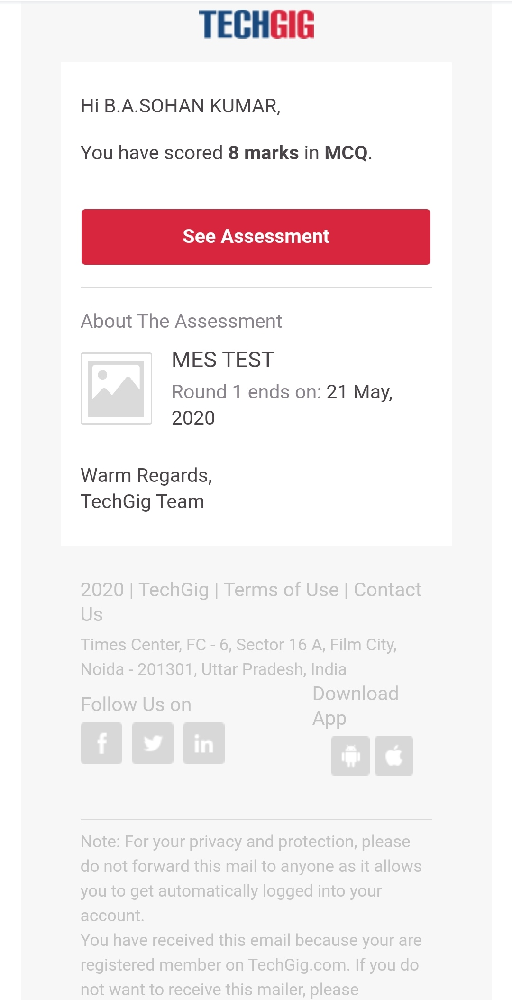 TECHGIG
Hi B.A.SOHAN KUMAR,
You have scored 8 marks in MCQ.
See Assessment
About The Assessment
MES TEST
Round 1 ends on: 21 May,
2020
Warm Regards,
TechGig Team
2020 | TechGig | Terms of Use | Contact
Us
Times Center, FC - 6, Sector 16 A, Film City,
Noida - 201301, Uttar Pradesh, India
Follow Us on
Download
App
Note: For your privacy and protection, please
do not forward this mail to anyone as it allows
you to get automatically logged into your
account.
You have received this email because your are
registered member on TechGig.com. If you do
not want to receive this mailer, please